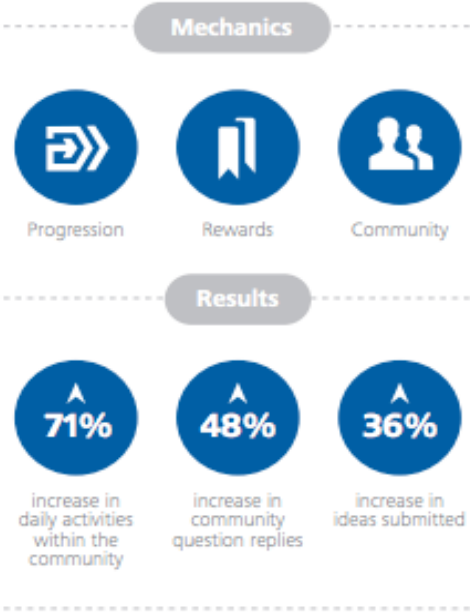 Mechanics
Progression
Rewards
Community
Results
71%
48%
36%
increase in
daily activities
within the
community
increase in
community
question replies
increase in
ideas submitted